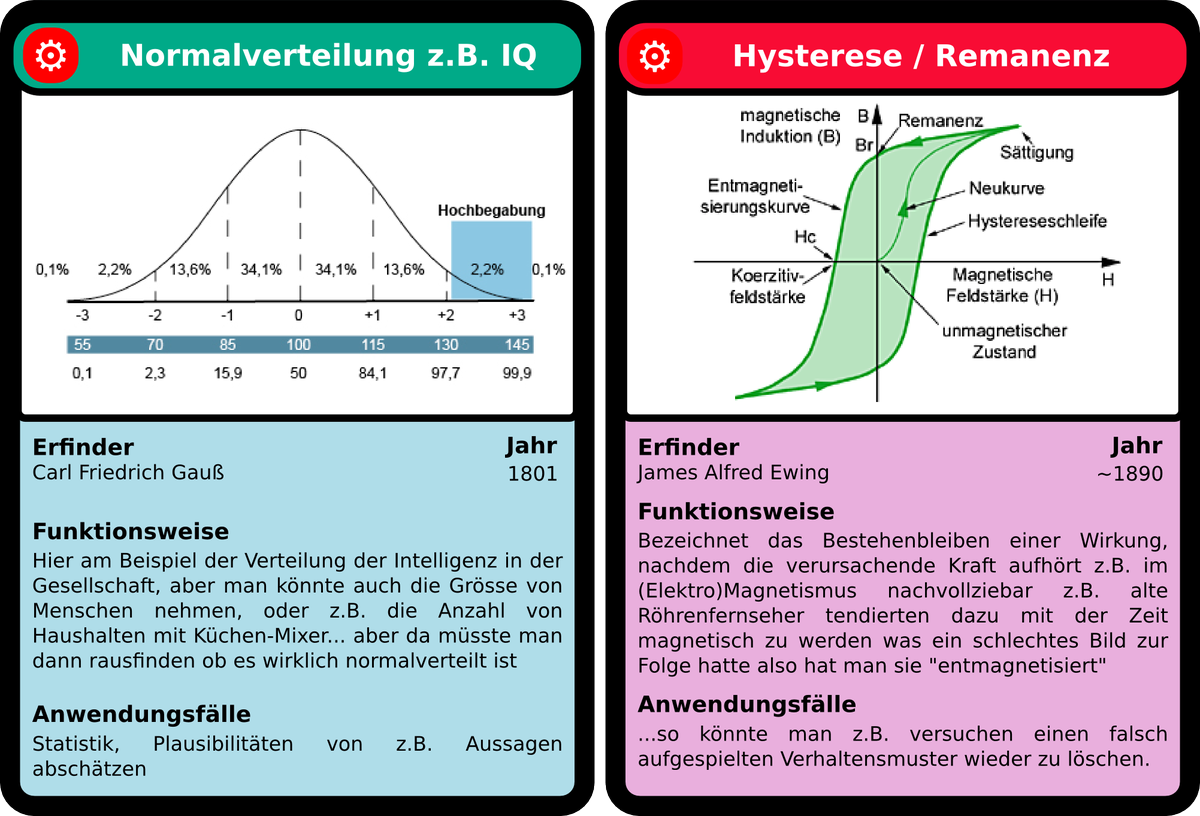 Normalverteilung z.B. IQ
Hochbegabung
0,1% 2,2% 13,6% 34,1% 34,1% 13,6% 2,2% 0,1%
-3 -2 -1 0 +1 +2 +3
55 70 85 100 115 130 145
0,1 2,3 15,9 50 84,1 97,7 99,9
Erfinder Jahr
Carl Friedrich Gauß 1801
Funktionsweise
Hier am Beispiel der Verteilung der Intelligenz in der
Gesellschaft, aber man könnte auch die Grösse von
Menschen nehmen, oder z.B. die Anzahl von
Haushalten mit Küchen-Mixer... aber da müsste man
dann rausfinden ob es wirklich normalverteilt ist
Anwendungsfälle
Statistik, Plausibilitäten von z.B. Aussagen
abschätzen
Hysterese / Remanenz
magnetische
Induktion (B)
B
Br
Remanenz
Sättigung
Entmagneti-
sierungskurve
Neukurve
Hystereseschleife
Hc
Koerzitiv-
feldstärke
Magnetische
Feldstärke (H)
H
unmagnetischer
Zustand
Erfinder Jahr
James Alfred Ewing ~1890
Funktionsweise
Bezeichnet das Bestehenbleiben einer Wirkung,
nachdem die verursachende Kraft aufhört z.B. im
(Elektro)Magnetismus nachvollziebar z.B. alte
Röhrenfernseher tendierten dazu mit der Zeit
magnetisch zu werden was ein schlechtes Bild zur
Folge hatte also hat man sie "entmagnetisiert"
Anwendungsfälle
...so könnte man z.B. versuchen einen falsch
aufgespielten Verhaltensmuster wieder zu löschen.